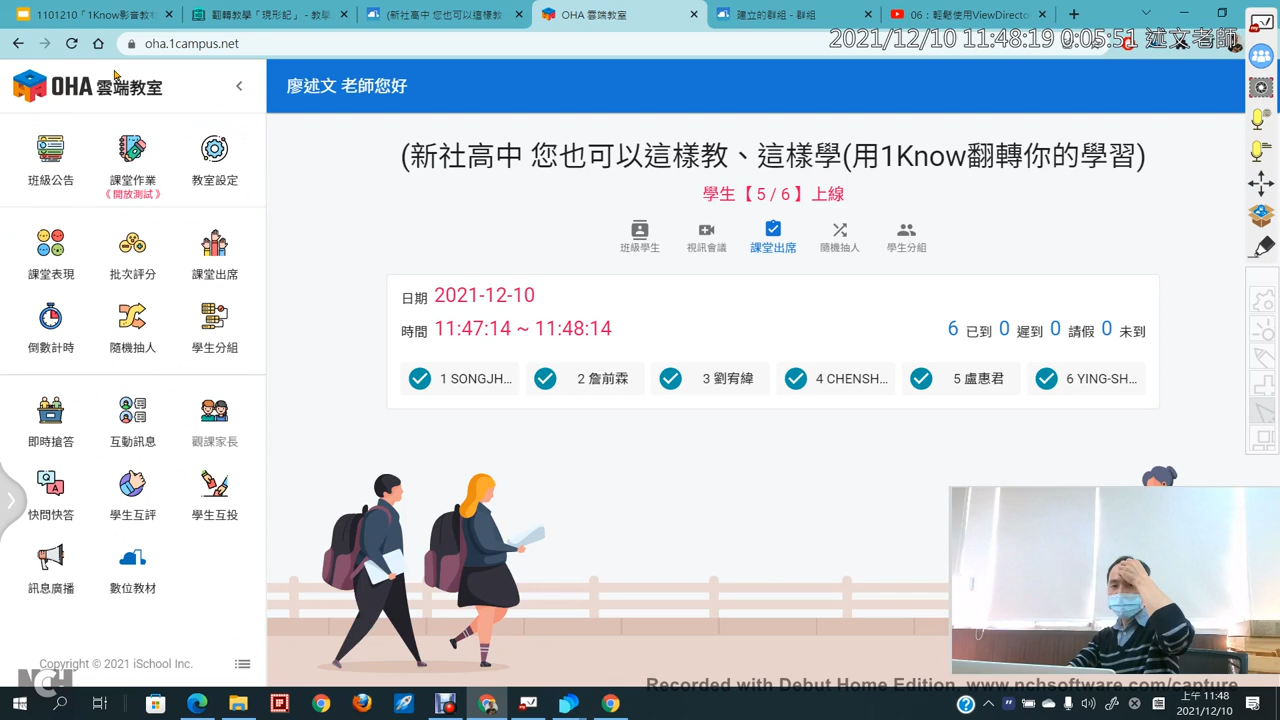 1101210「1Know影音教
翻轉教學「現形記」- 教學
(新社高中 您也可以這樣教
OHA 雲端教室
建立的群組 - 群組
06：輕鬆使用ViewDirecto
oha.1campus.net
2021/12/10 11:48:19 0:05:51 述文老師
OHA 雲端教室
廖述文 老師您好
班級公告
課堂作業
教室設定
《 開放測試 》
課堂表現
批次評分
課堂出席
倒數計時
隨機抽人
學生分組
即時搶答
互動訊息
觀課家長
快問快答
學生互評
學生互投
訊息廣播
數位教材
Copyright © 2021 iSchool Inc.
NCH
(新社高中 您也可以這樣教、這樣學(用1Know翻轉你的學習)
學生【 5 / 6 】上線
班級學生
視訊會議
課堂出席
隨機抽人
學生分組
日期 2021-12-10
時間 11:47:14 ~ 11:48:14
6 已到 0 遲到 0 請假 0 未到
1 SONGJH...
2 詹前霖
3 劉宥緯
4 CHENSH...
5 盧惠君
6 YING-SH...
Recorded with Debut Home Edition. www.nchsoftware.com/capture
上午 11:48
2021/12/10